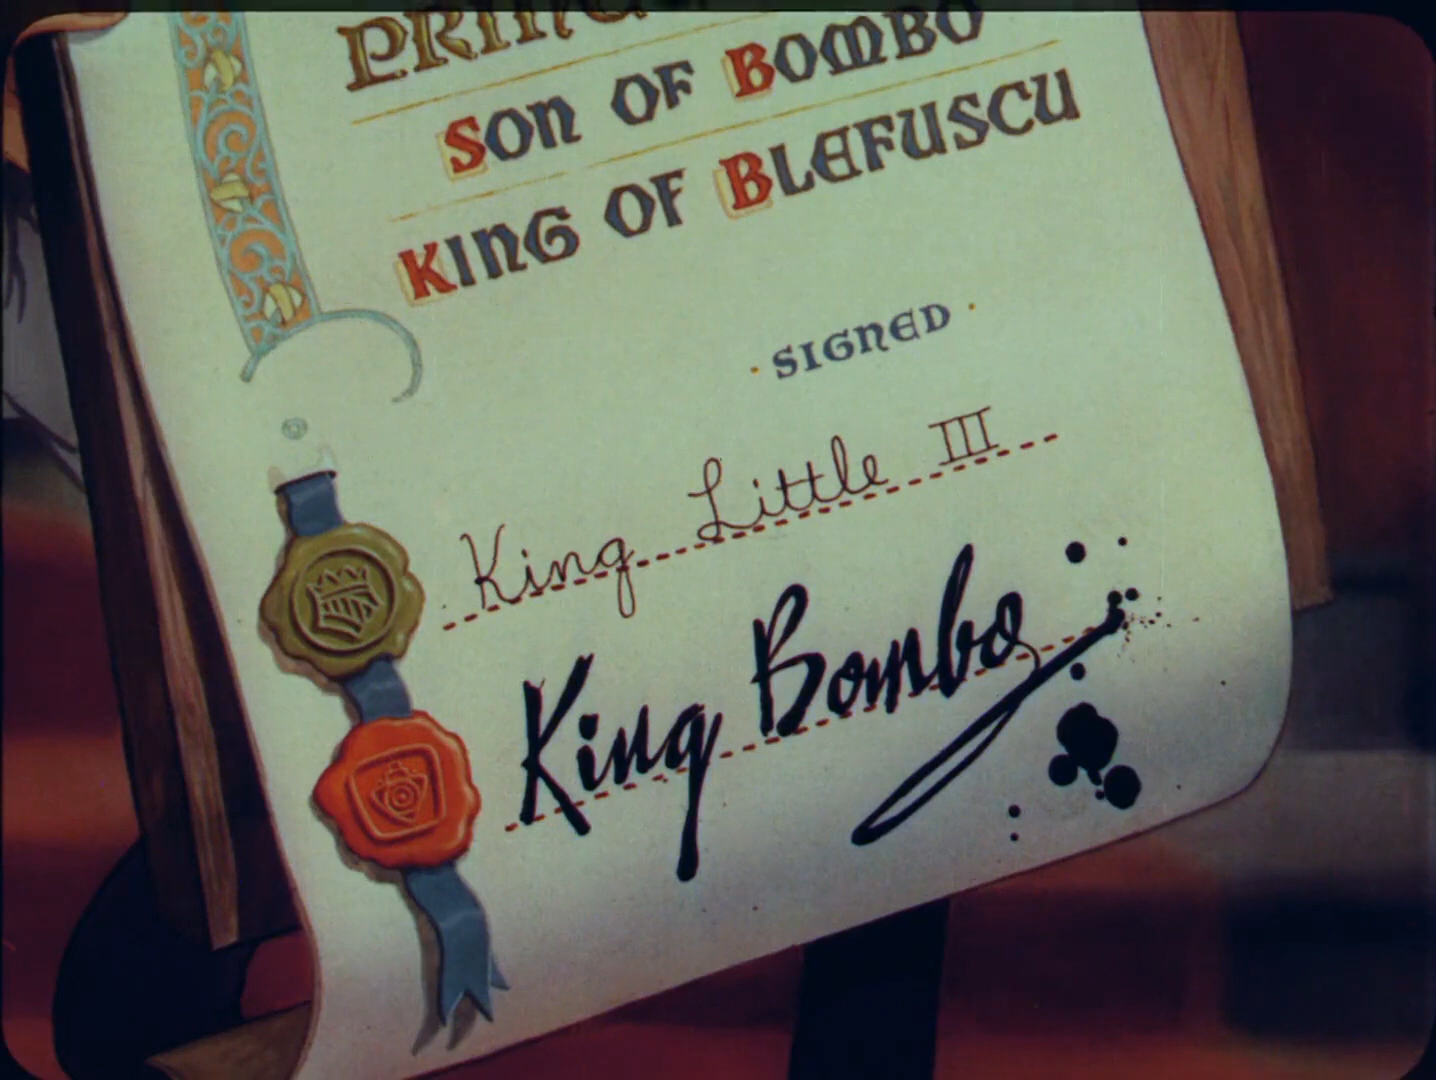 SON OF BOMBO
KING OF BLEFUSCU
· SIGNED ·
King Little III
King Bombo